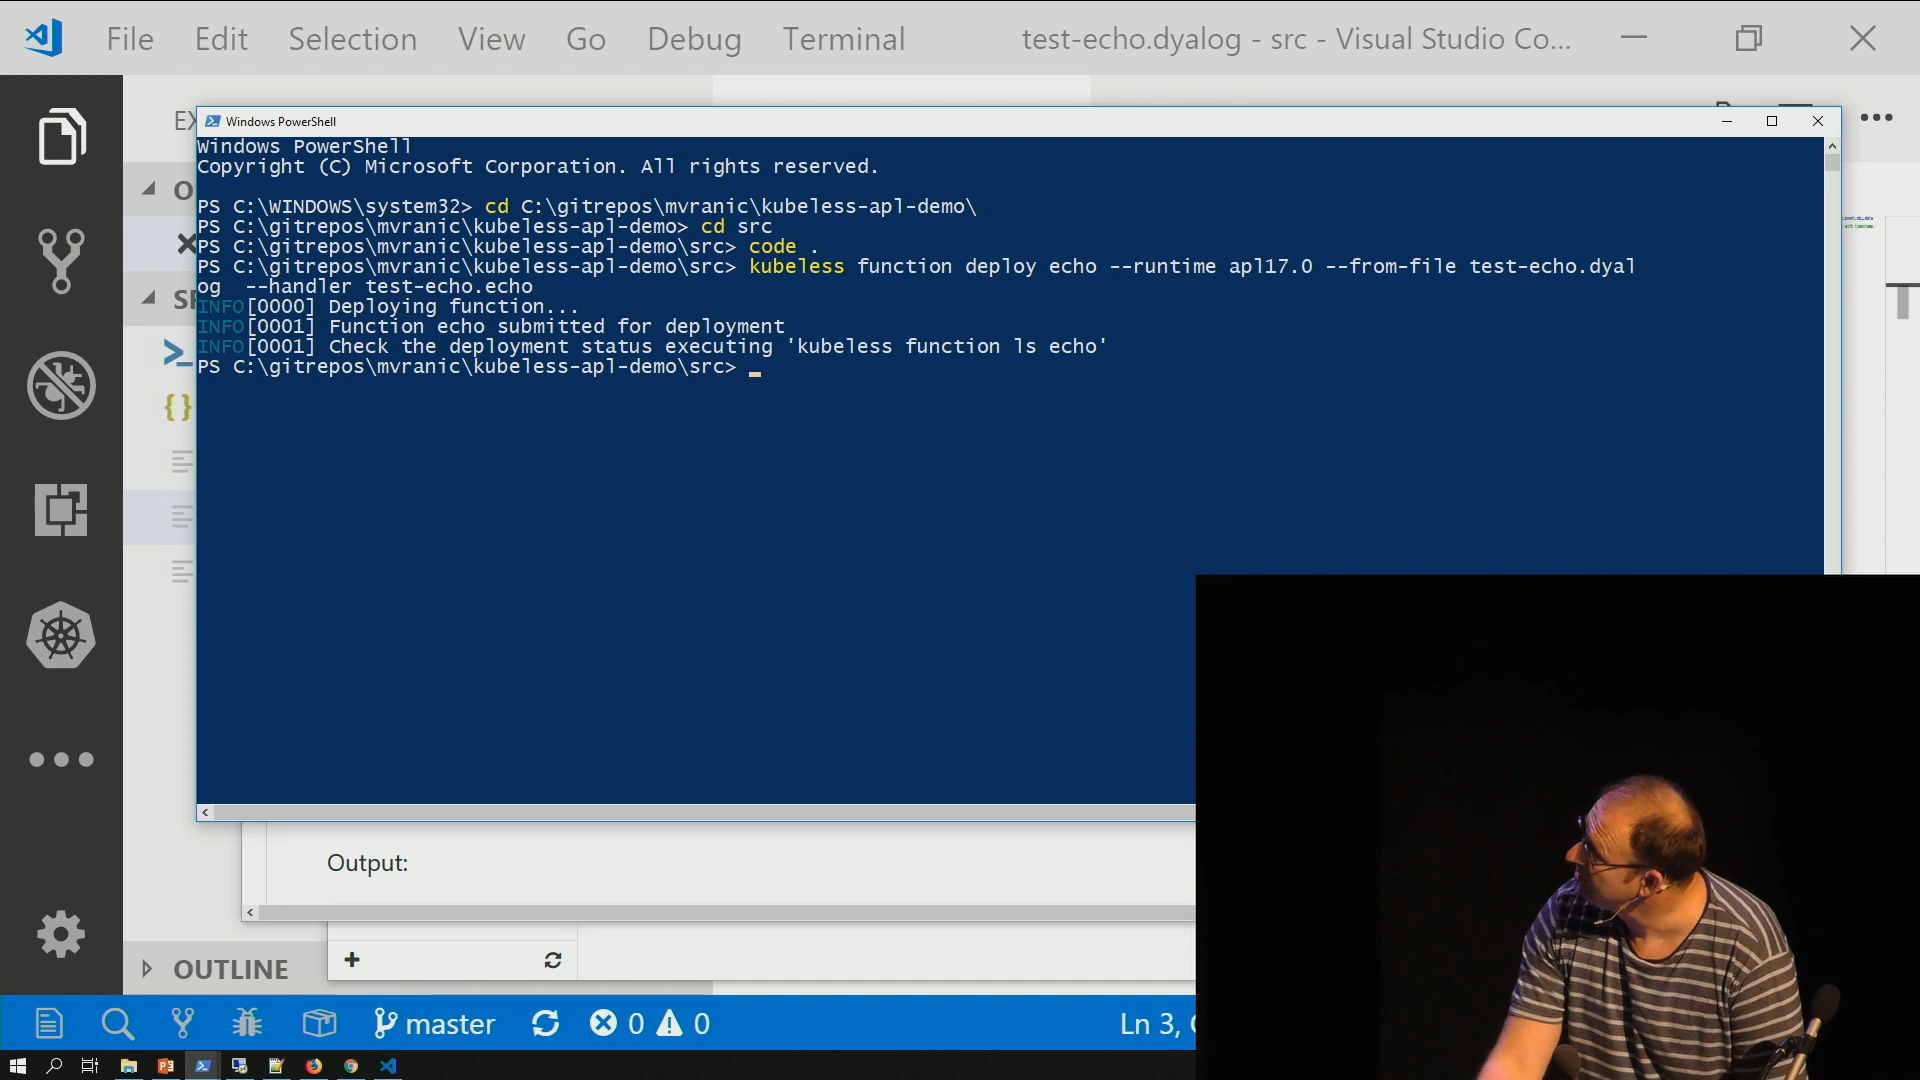 File Edit Selection View Go Debug Terminal test-echo.dyalog - src - Visual Studio Co...
EX
Windows PowerShell
Windows PowerShell
Copyright (C) Microsoft Corporation. All rights reserved.
PS C:\WINDOWS\system32> cd C:\gitrepos\mvranic\kubeless-apl-demo\
PS C:\gitrepos\mvranic\kubeless-apl-demo> cd src
PS C:\gitrepos\mvranic\kubeless-apl-demo\src> code .
PS C:\gitrepos\mvranic\kubeless-apl-demo\src> kubeless function deploy echo --runtime apl17.0 --from-file test-echo.dyal
og  --handler test-echo.echo
INFO[0000] Deploying function...
INFO[0001] Function echo submitted for deployment
INFO[0001] Check the deployment status executing 'kubeless function ls echo'
PS C:\gitrepos\mvranic\kubeless-apl-demo\src>
Output:
OUTLINE
master 0 0 Ln 3,